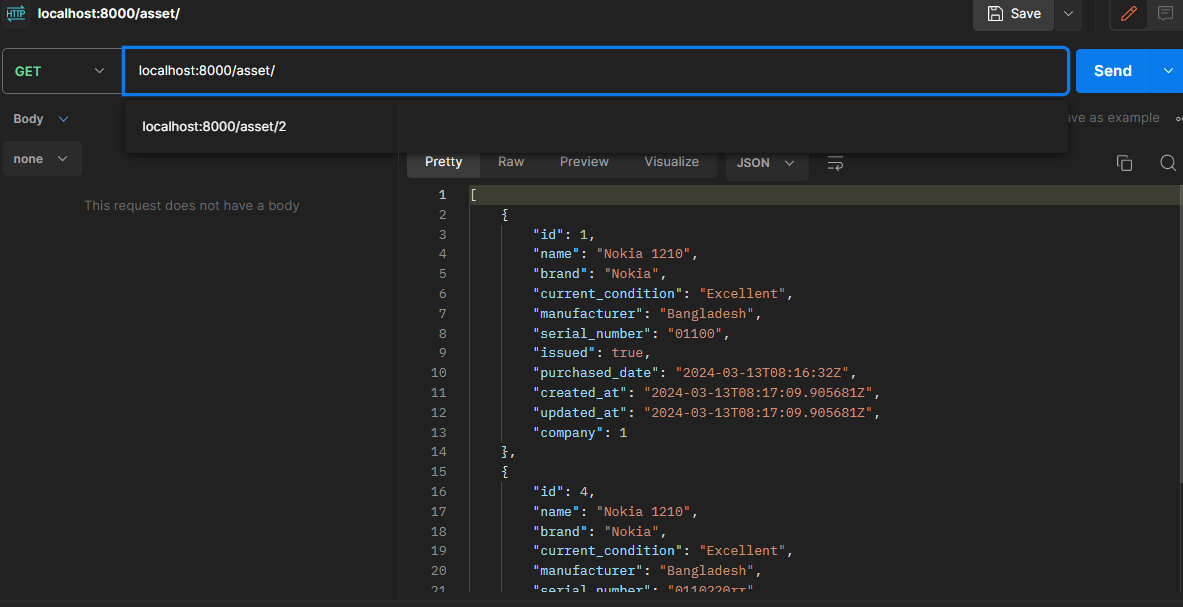 HTTP localhost:8000/asset/
Save
GET
localhost:8000/asset/
Send
Body
localhost:8000/asset/2
ve as example
none
Pretty Raw Preview Visualize JSON
This request does not have a body
1 [
2 {
3 "id": 1,
4 "name": "Nokia 1210",
5 "brand": "Nokia",
6 "current_condition": "Excellent",
7 "manufacturer": "Bangladesh",
8 "serial_number": "01100",
9 "issued": true,
10 "purchased_date": "2024-03-13T08:16:32Z",
11 "created_at": "2024-03-13T08:17:09.905681Z",
12 "updated_at": "2024-03-13T08:17:09.905681Z",
13 "company": 1
14 },
15 {
16 "id": 4,
17 "name": "Nokia 1210",
18 "brand": "Nokia",
19 "current_condition": "Excellent",
20 "manufacturer": "Bangladesh",
21 "serial_number": "0110220rr"